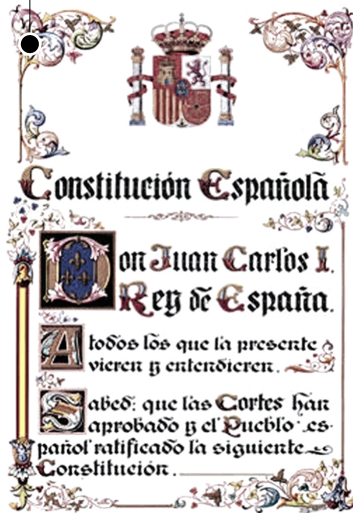 Constitución Española
Don Juan Carlos I.
Rey de España.
A todos los que la presente
vieren y entendieren.
Sabed: que las Cortes han
aprobado y el Pueblo es-
pañol ratificado la siguiente
Constitución.